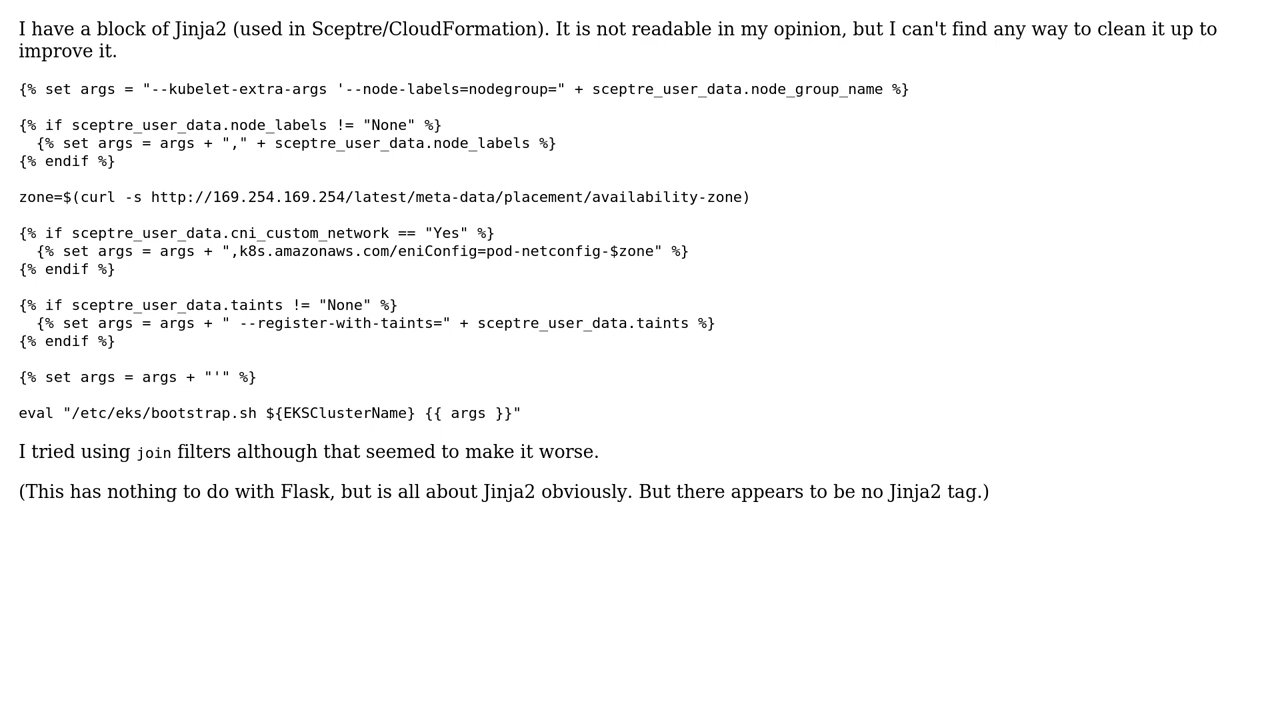 I have a block of Jinja2 (used in Sceptre/CloudFormation). It is not readable in my opinion, but I can't find any way to clean it up to
improve it.
{% set args = "--kubelet-extra-args '--node-labels=nodegroup=" + sceptre_user_data.node_group_name %}
{% if sceptre_user_data.node_labels != "None" %}
  {% set args = args + "," + sceptre_user_data.node_labels %}
{% endif %}
zone=$(curl -s http://169.254.169.254/latest/meta-data/placement/availability-zone)
{% if sceptre_user_data.cni_custom_network == "Yes" %}
  {% set args = args + ",k8s.amazonaws.com/eniConfig=pod-netconfig-$zone" %}
{% endif %}
{% if sceptre_user_data.taints != "None" %}
  {% set args = args + " --register-with-taints=" + sceptre_user_data.taints %}
{% endif %}
{% set args = args + "'" %}
eval "/etc/eks/bootstrap.sh ${EKSClusterName} {{ args }}"
I tried using join filters although that seemed to make it worse.
(This has nothing to do with Flask, but is all about Jinja2 obviously. But there appears to be no Jinja2 tag.)